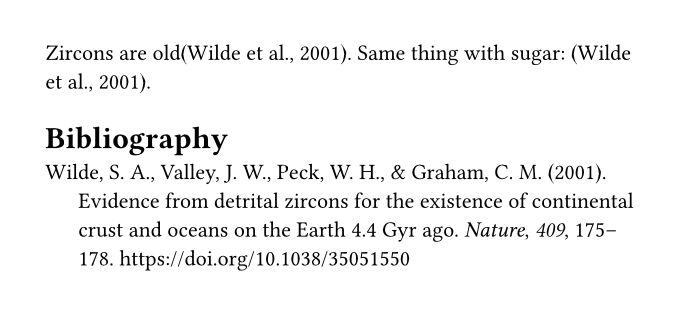 Zircons are old(Wilde et al., 2001). Same thing with sugar: (Wilde
et al., 2001).
Bibliography
Wilde, S. A., Valley, J. W., Peck, W. H., & Graham, C. M. (2001).
Evidence from detrital zircons for the existence of continental
crust and oceans on the Earth 4.4 Gyr ago. Nature, 409, 175–
178. https://doi.org/10.1038/35051550